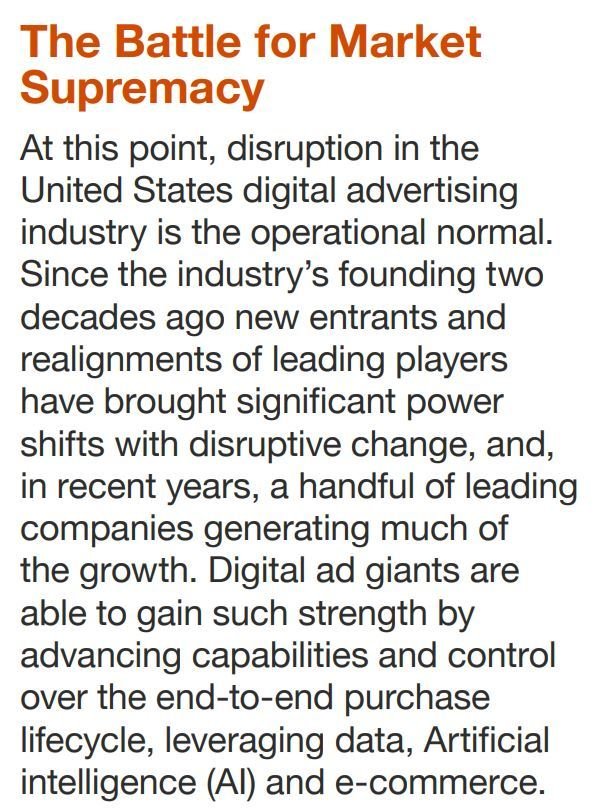 The Battle for Market
Supremacy
At this point, disruption in the
United States digital advertising
industry is the operational normal.
Since the industry’s founding two
decades ago new entrants and
realignments of leading players
have brought significant power
shifts with disruptive change, and,
in recent years, a handful of leading
companies generating much of
the growth. Digital ad giants are
able to gain such strength by
advancing capabilities and control
over the end-to-end purchase
lifecycle, leveraging data, Artificial
intelligence (AI) and e-commerce.